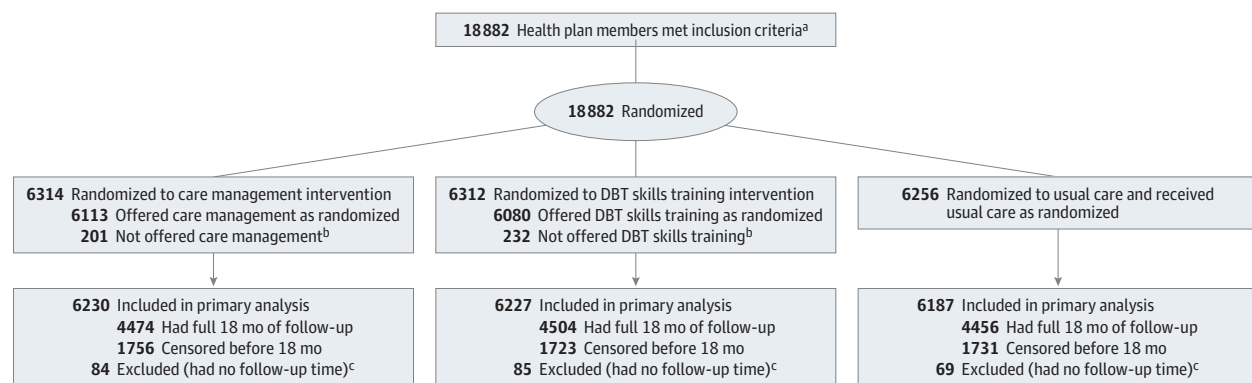 18882 Health plan members met inclusion criteriaᵃ
18882 Randomized
6314 Randomized to care management intervention
6113 Offered care management as randomized
201 Not offered care managementᵇ
6312 Randomized to DBT skills training intervention
6080 Offered DBT skills training as randomized
232 Not offered DBT skills trainingᵇ
6256 Randomized to usual care and received
usual care as randomized
6230 Included in primary analysis
4474 Had full 18 mo of follow-up
1756 Censored before 18 mo
84 Excluded (had no follow-up time)ᶜ
6227 Included in primary analysis
4504 Had full 18 mo of follow-up
1723 Censored before 18 mo
85 Excluded (had no follow-up time)ᶜ
6187 Included in primary analysis
4456 Had full 18 mo of follow-up
1731 Censored before 18 mo
69 Excluded (had no follow-up time)ᶜ